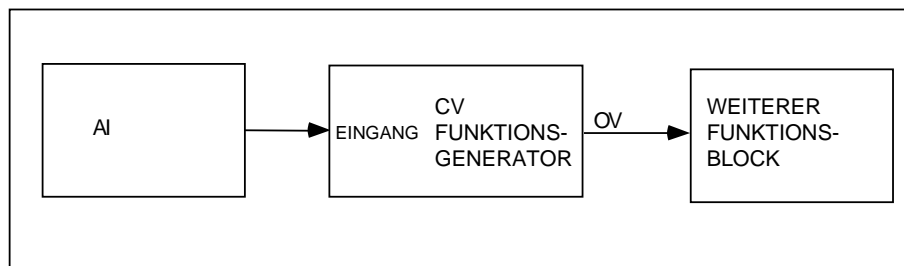 AI
EINGANG
CV
FUNKTIONS-
GENERATOR
OV
WEITERER
FUNKTIONS-
BLOCK